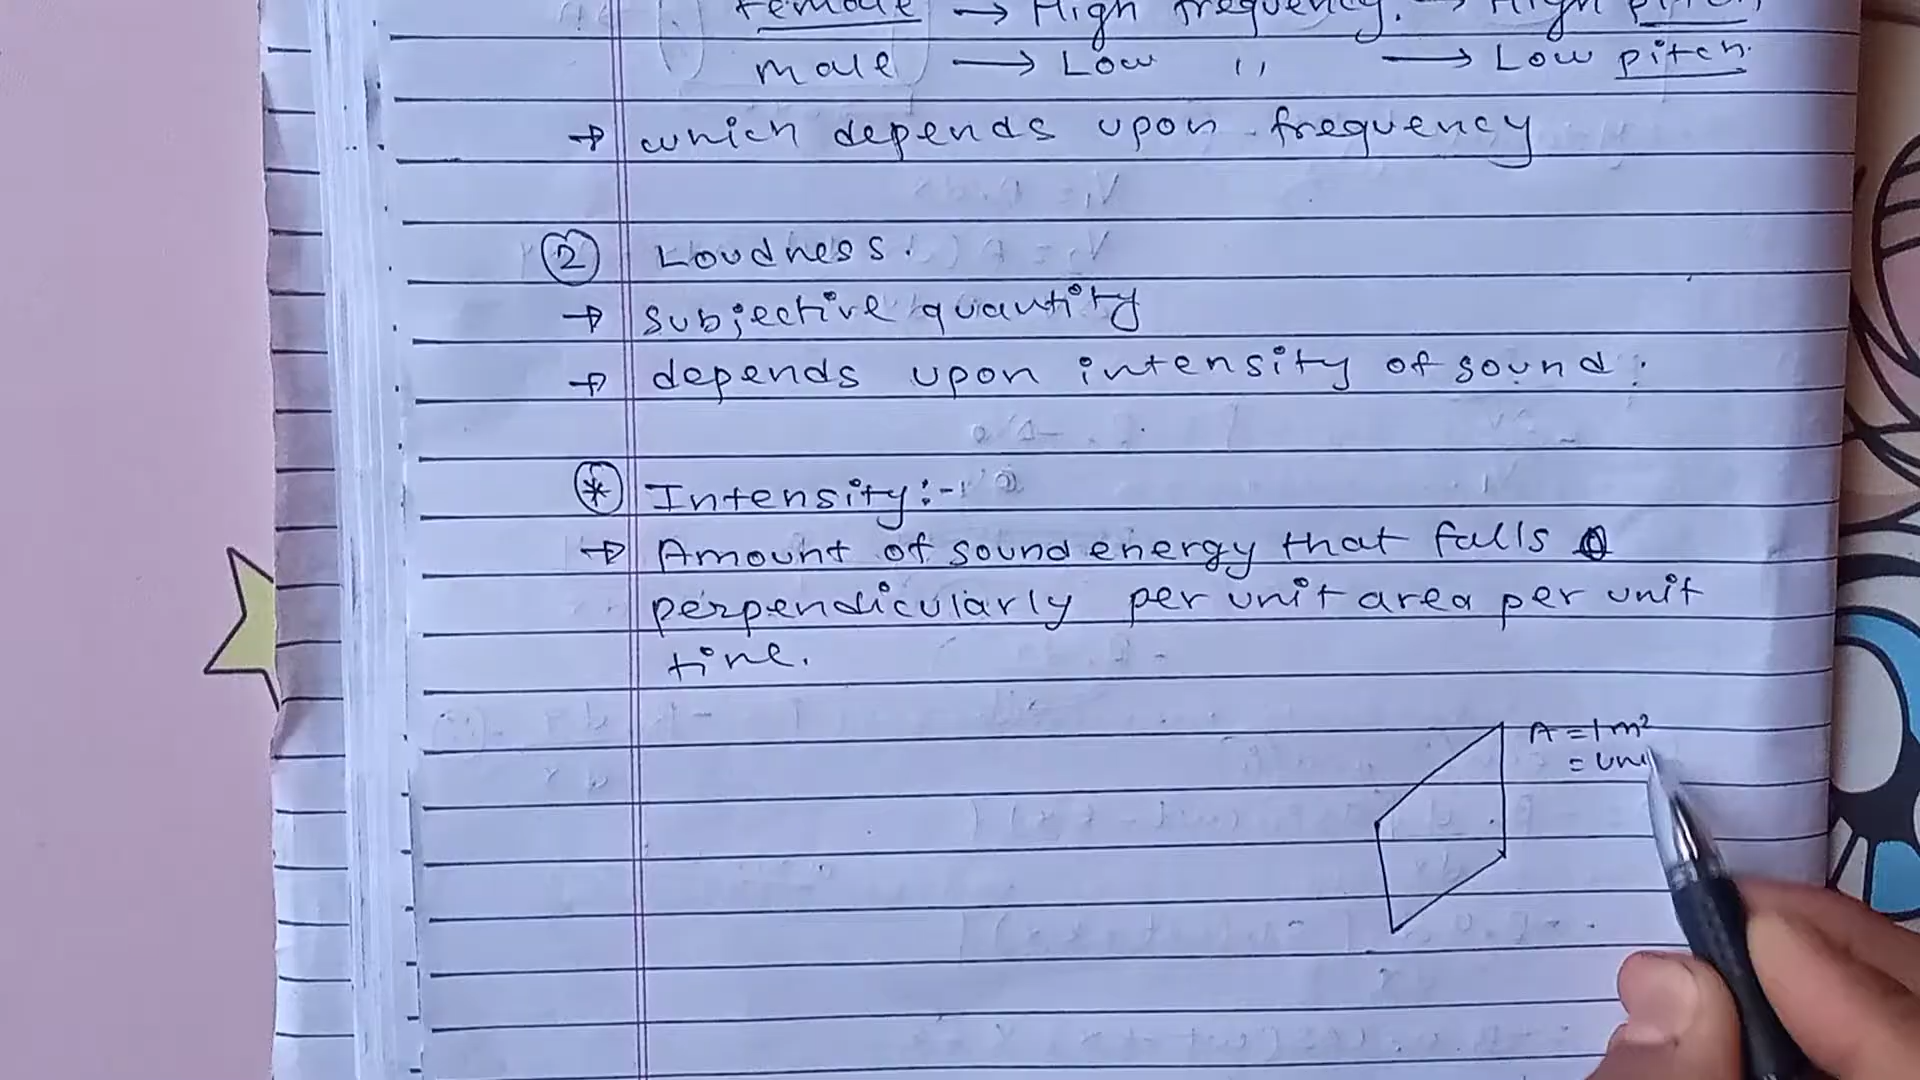 Female → High frequency. → High pitch
male → Low " → Low pitch.
→ which depends upon frequency
② Loudness.
→ subjective quantity
→ depends upon intensity of sound.
* Intensity:-
→ Amount of sound energy that falls
perpendicularly per unit area per unit
time.
A = 1m²
= uni